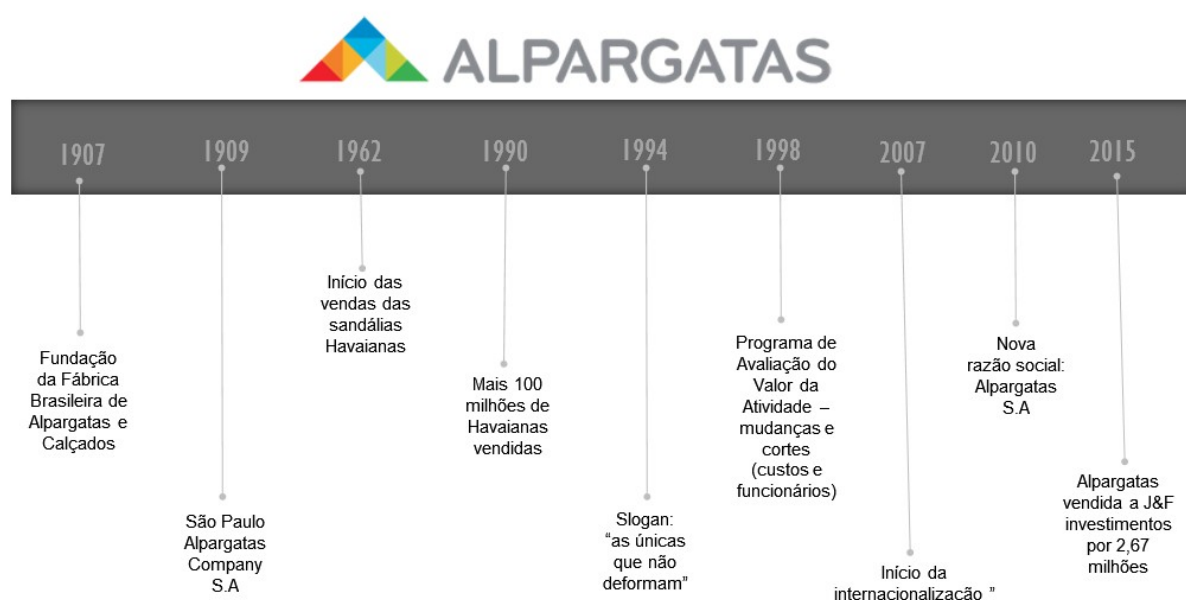 ALPARGATAS
1907
1909
1962
1990
1994
1998
2007
2010
2015
Fundação
da Fábrica
Brasileira de
Alpargatas e
Calçados
São Paulo
Alpargatas
Company
S.A
Início das
vendas das
sandálias
Havaianas
Mais 100
milhões de
Havaianas
vendidas
Slogan:
“as únicas
que não
deformam”
Programa de
Avaliação do
Valor da
Atividade –
mudanças e
cortes
(custos e
funcionários)
Início da
internacionalização ”
Nova
razão social:
Alpargatas
S.A
Alpargatas
vendida a J&F
investimentos
por 2,67
milhões